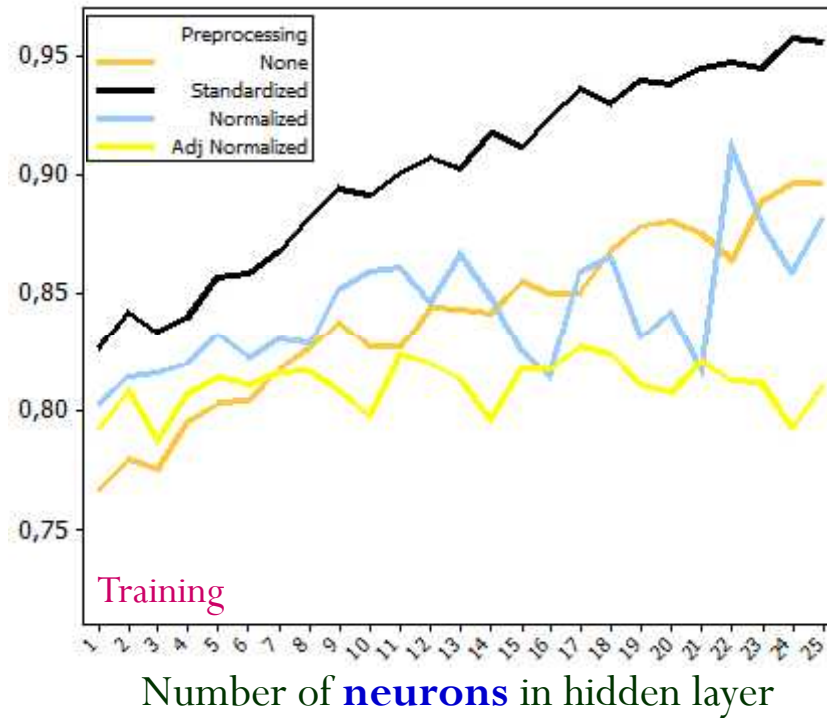 Preprocessing
None
Standardized
Normalized
Adj Normalized
0,95
0,90
0,85
0,80
0,75
Training
1 2 3 4 5 6 7 8 9 10 11 12 13 14 15 16 17 18 19 20 21 22 23 24 25
Number of neurons in hidden layer